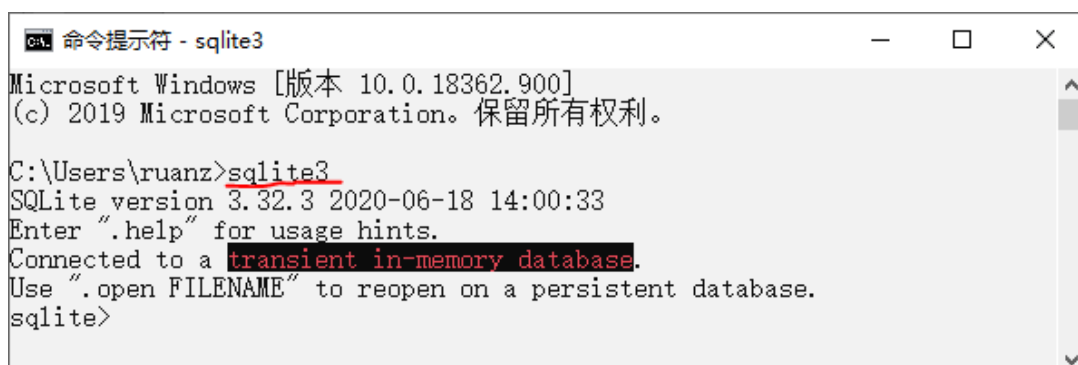 命令提示符 - sqlite3
Microsoft Windows [版本 10.0.18362.900]
(c) 2019 Microsoft Corporation。保留所有权利。
C:\Users\ruanz>sqlite3
SQLite version 3.32.3 2020-06-18 14:00:33
Enter ".help" for usage hints.
Connected to a transient in-memory database.
Use ".open FILENAME" to reopen on a persistent database.
sqlite>